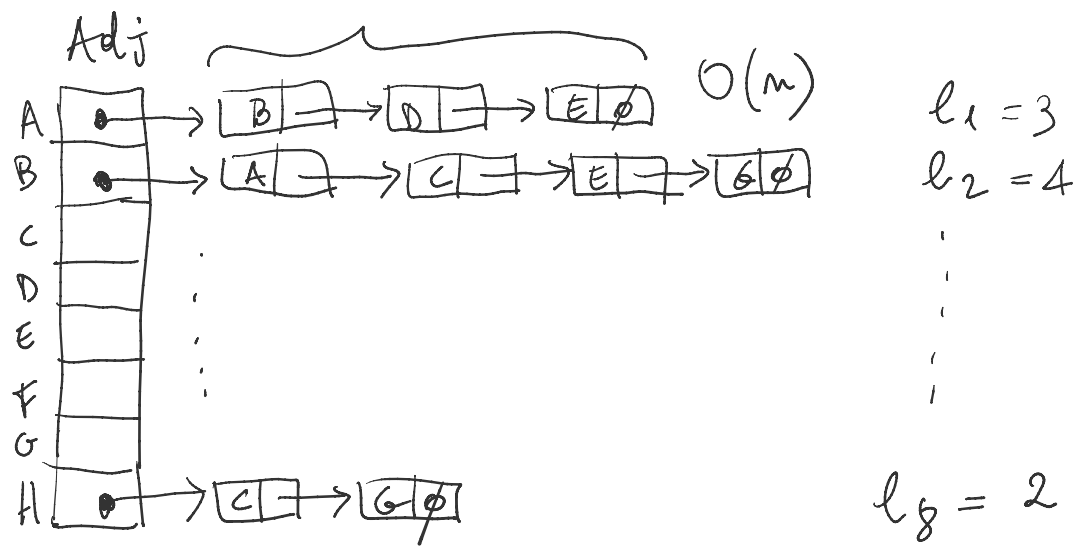 Adj
A B D E ∅ O(n) l1 = 3
B A C E G ∅ l2 = 4
C
D
E
F
G
H C G ∅ l8 = 2